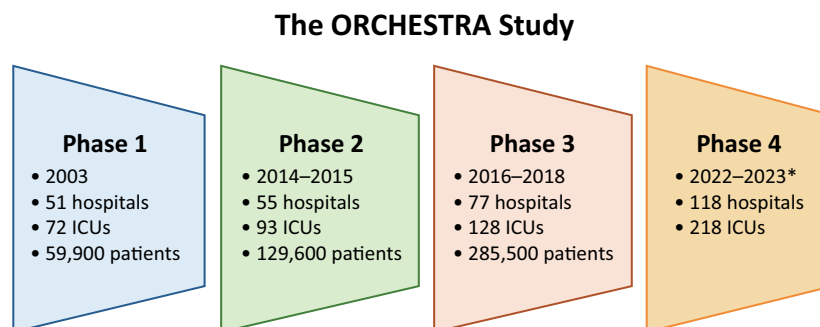 The ORCHESTRA Study
Phase 1
• 2003
• 51 hospitals
• 72 ICUs
• 59,900 patients
Phase 2
• 2014–2015
• 55 hospitals
• 93 ICUs
• 129,600 patients
Phase 3
• 2016–2018
• 77 hospitals
• 128 ICUs
• 285,500 patients
Phase 4
• 2022–2023*
• 118 hospitals
• 218 ICUs